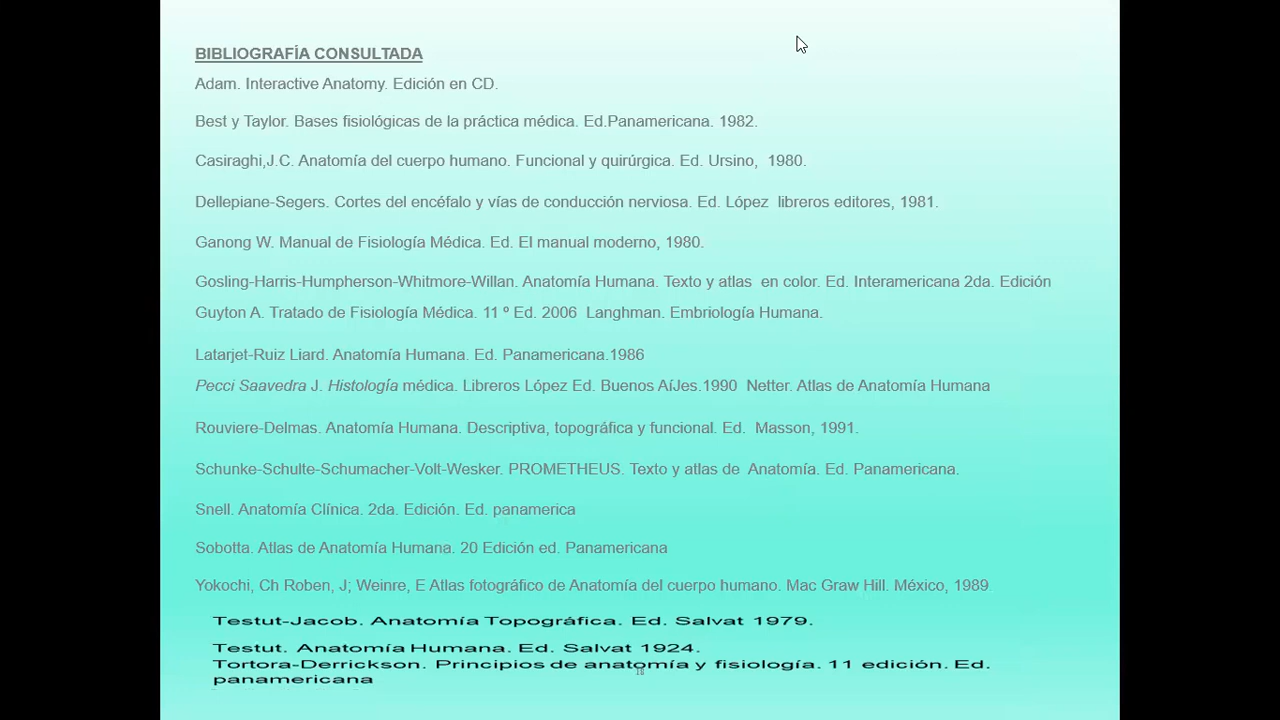 BIBLIOGRAFÍA CONSULTADA
Adam. Interactive Anatomy. Edición en CD.
Best y Taylor. Bases fisiológicas de la práctica médica. Ed.Panamericana. 1982.
Casiraghi,J.C. Anatomía del cuerpo humano. Funcional y quirúrgica. Ed. Ursino, 1980.
Dellepiane-Segers. Cortes del encéfalo y vías de conducción nerviosa. Ed. López libreros editores, 1981.
Ganong W. Manual de Fisiología Médica. Ed. El manual moderno, 1980.
Gosling-Harris-Humpherson-Whitmore-Willan. Anatomía Humana. Texto y atlas en color. Ed. Interamericana 2da. Edición
Guyton A. Tratado de Fisiología Médica. 11 º Ed. 2006 Langhman. Embriología Humana.
Latarjet-Ruiz Liard. Anatomía Humana. Ed. Panamericana.1986
Pecci Saavedra J. Histología médica. Libreros López Ed. Buenos AíJes.1990 Netter. Atlas de Anatomía Humana
Rouviere-Delmas. Anatomía Humana. Descriptiva, topográfica y funcional. Ed. Masson, 1991.
Schunke-Schulte-Schumacher-Volt-Wesker. PROMETHEUS. Texto y atlas de Anatomía. Ed. Panamericana.
Snell. Anatomía Clínica. 2da. Edición. Ed. panamerica
Sobotta. Atlas de Anatomía Humana. 20 Edición ed. Panamericana
Yokochi, Ch Roben, J; Weinre, E Atlas fotográfico de Anatomía del cuerpo humano. Mac Graw Hill. México, 1989.
Testut-Jacob. Anatomía Topográfica. Ed. Salvat 1979.
Testut. Anatomía Humana. Ed. Salvat 1924.
Tortora-Derrickson. Principios de anatomía y fisiología. 11 edición. Ed.
panamericana